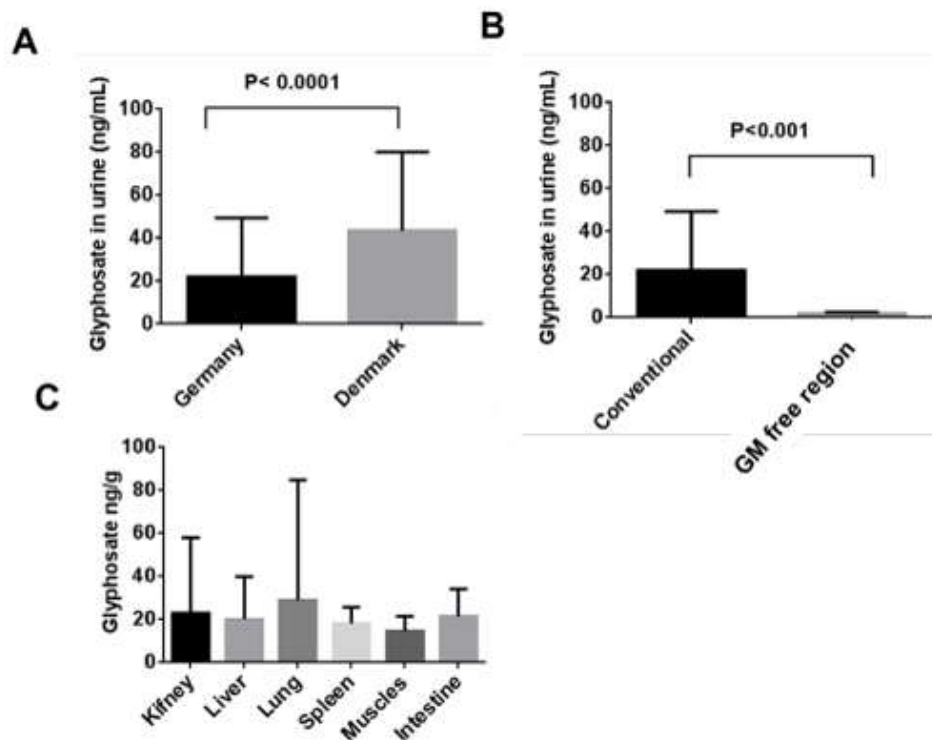 A
P< 0.0001
Glyphosate in urine (ng/mL)
100
80
60
40
20
0
Germany
Denmark
B
P<0.001
Glyphosate in urine (ng/mL)
100
80
60
40
20
0
Conventional
GM free region
C
Glyphosate ng/g
100
80
60
40
20
0
Kifney
Liver
Lung
Spleen
Muscles
Intestine